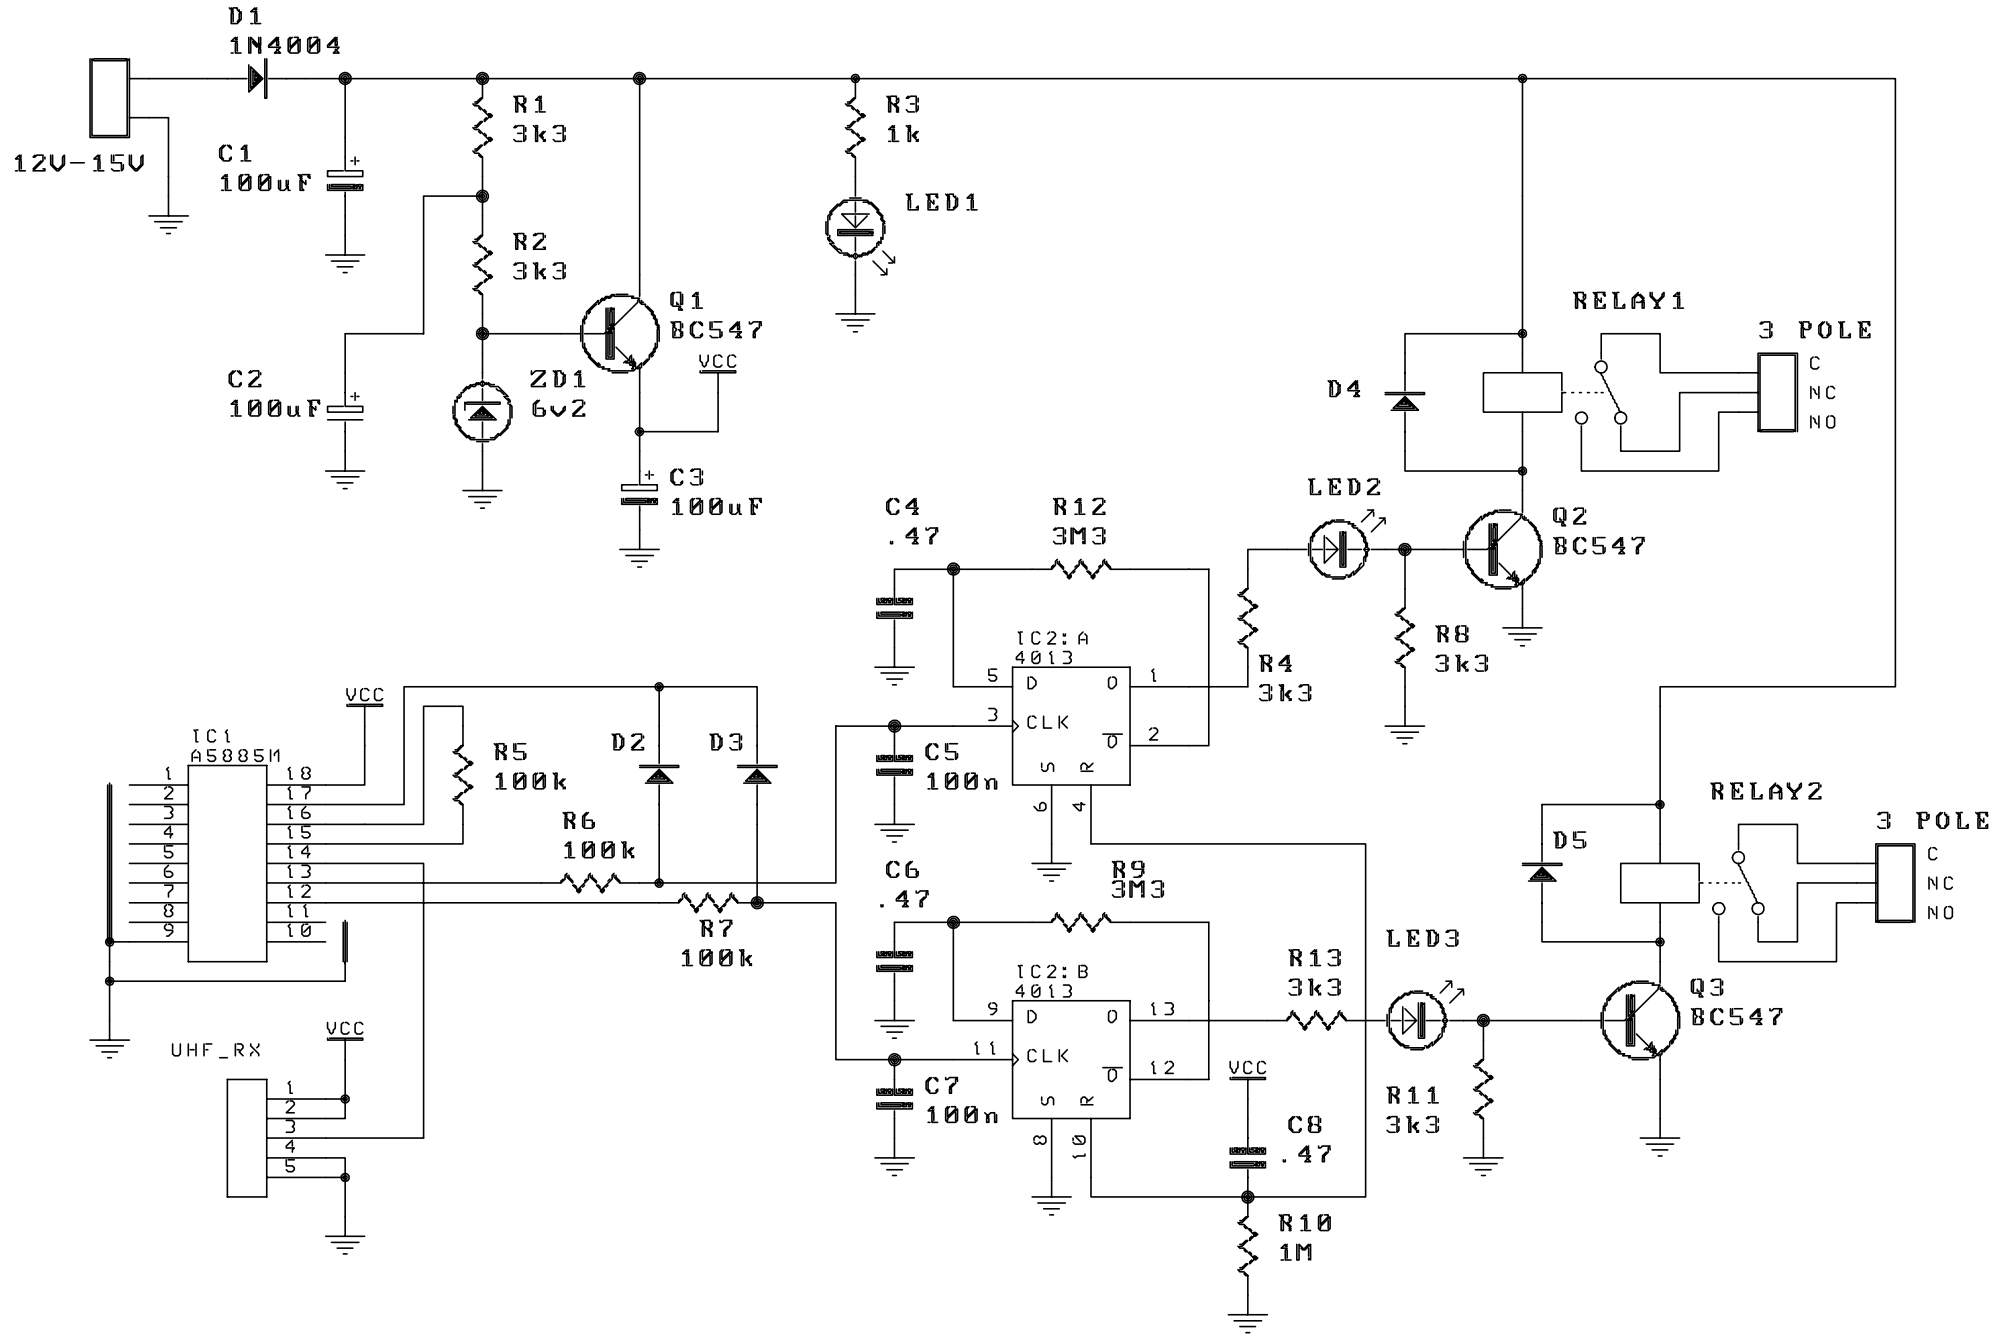 D1
1N4004
12V-15V
C1
100uF
R1
3k3
R2
3k3
C2
100uF
ZD1
6v2
Q1
BC547
VCC
C3
100uF
R3
1k
LED1
RELAY1
3 POLE
C
NC
NO
D4
LED2
Q2
BC547
R8
3k3
R4
3k3
C4
.47
R12
3M3
IC2:A
4013
5
D
Q
1
3
CLK
Q
2
S
R
6
4
C5
100n
VCC
IC1
A5885M
1
2
3
4
5
6
7
8
9
18
17
16
15
14
13
12
11
10
R5
100k
D2
D3
R6
100k
R7
100k
C6
.47
R9
3M3
IC2:B
4013
9
D
Q
13
11
CLK
Q
12
S
R
8
10
C7
100n
R13
3k3
LED3
VCC
C8
.47
R10
1M
R11
3k3
Q3
BC547
D5
RELAY2
3 POLE
C
NC
NO
UHF_RX
VCC
1
2
3
4
5